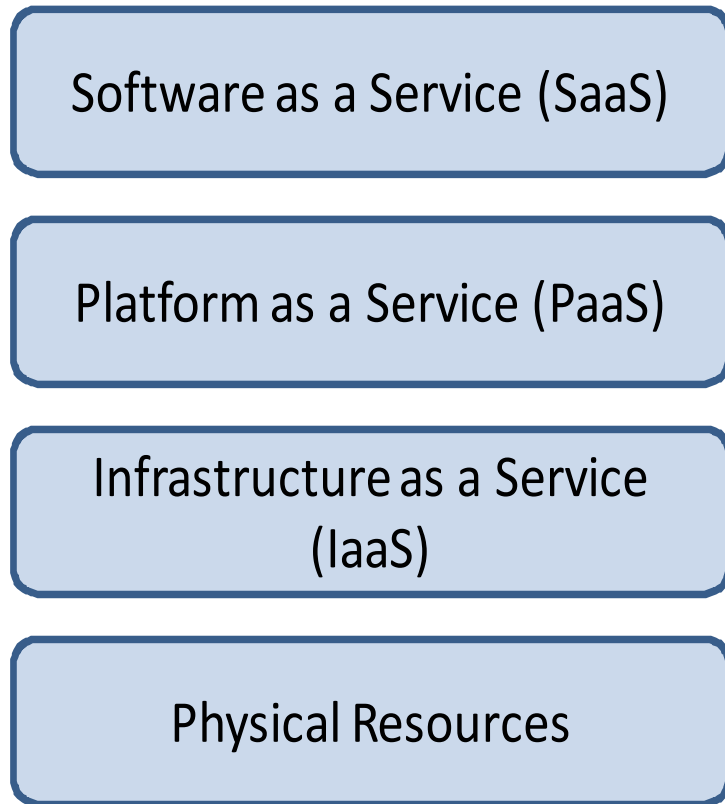 Software as a Service (SaaS)
Platform as a Service (PaaS)
Infrastructure as a Service
(IaaS)
Physical Resources